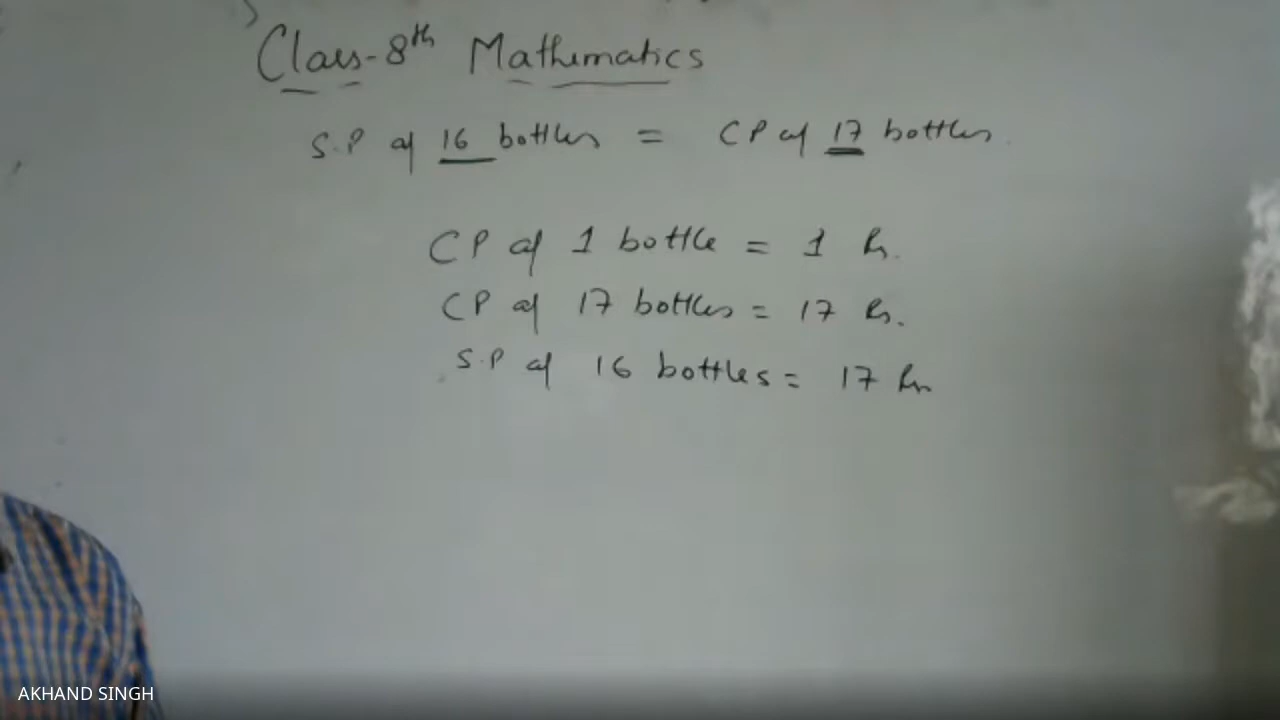 Class-8th Mathematics
S.P of 16 bottles = CP of 17 bottles.
CP of 1 bottle = 1 Rs.
CP of 17 bottles = 17 Rs.
S.P of 16 bottles = 17 Rs
AKHAND SINGH